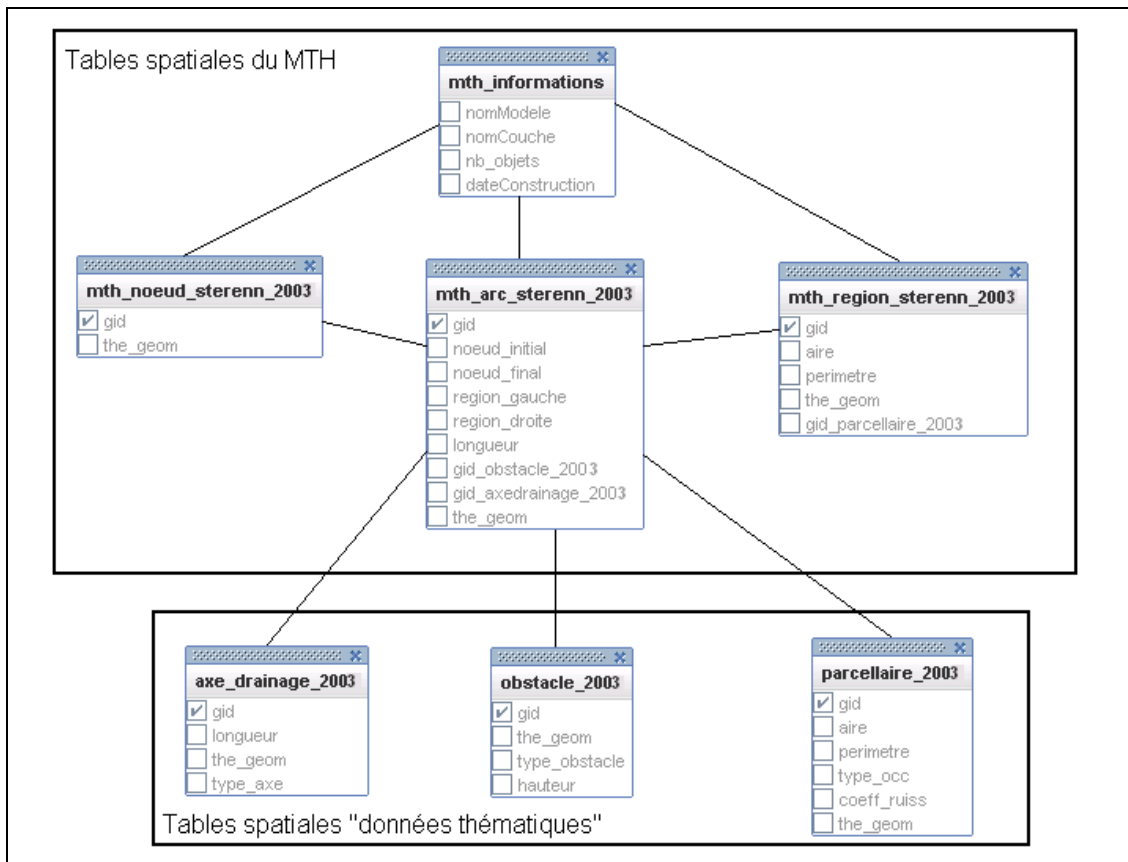 Tables spatiales du MTH
mth_informations
nomModele
nomCouche
nb_objets
dateConstruction
mth_noeud_sterenn_2003
gid
the_geom
mth_arc_sterenn_2003
gid
noeud_initial
noeud_final
region_gauche
region_droite
longueur
gid_obstacle_2003
gid_axedrainage_2003
the_geom
mth_region_sterenn_2003
gid
aire
perimetre
the_geom
gid_parcellaire_2003
axe_drainage_2003
gid
longueur
the_geom
type_axe
obstacle_2003
gid
the_geom
type_obstacle
hauteur
parcellaire_2003
gid
aire
perimetre
type_occ
coeff_ruiss
the_geom
Tables spatiales "données thématiques"